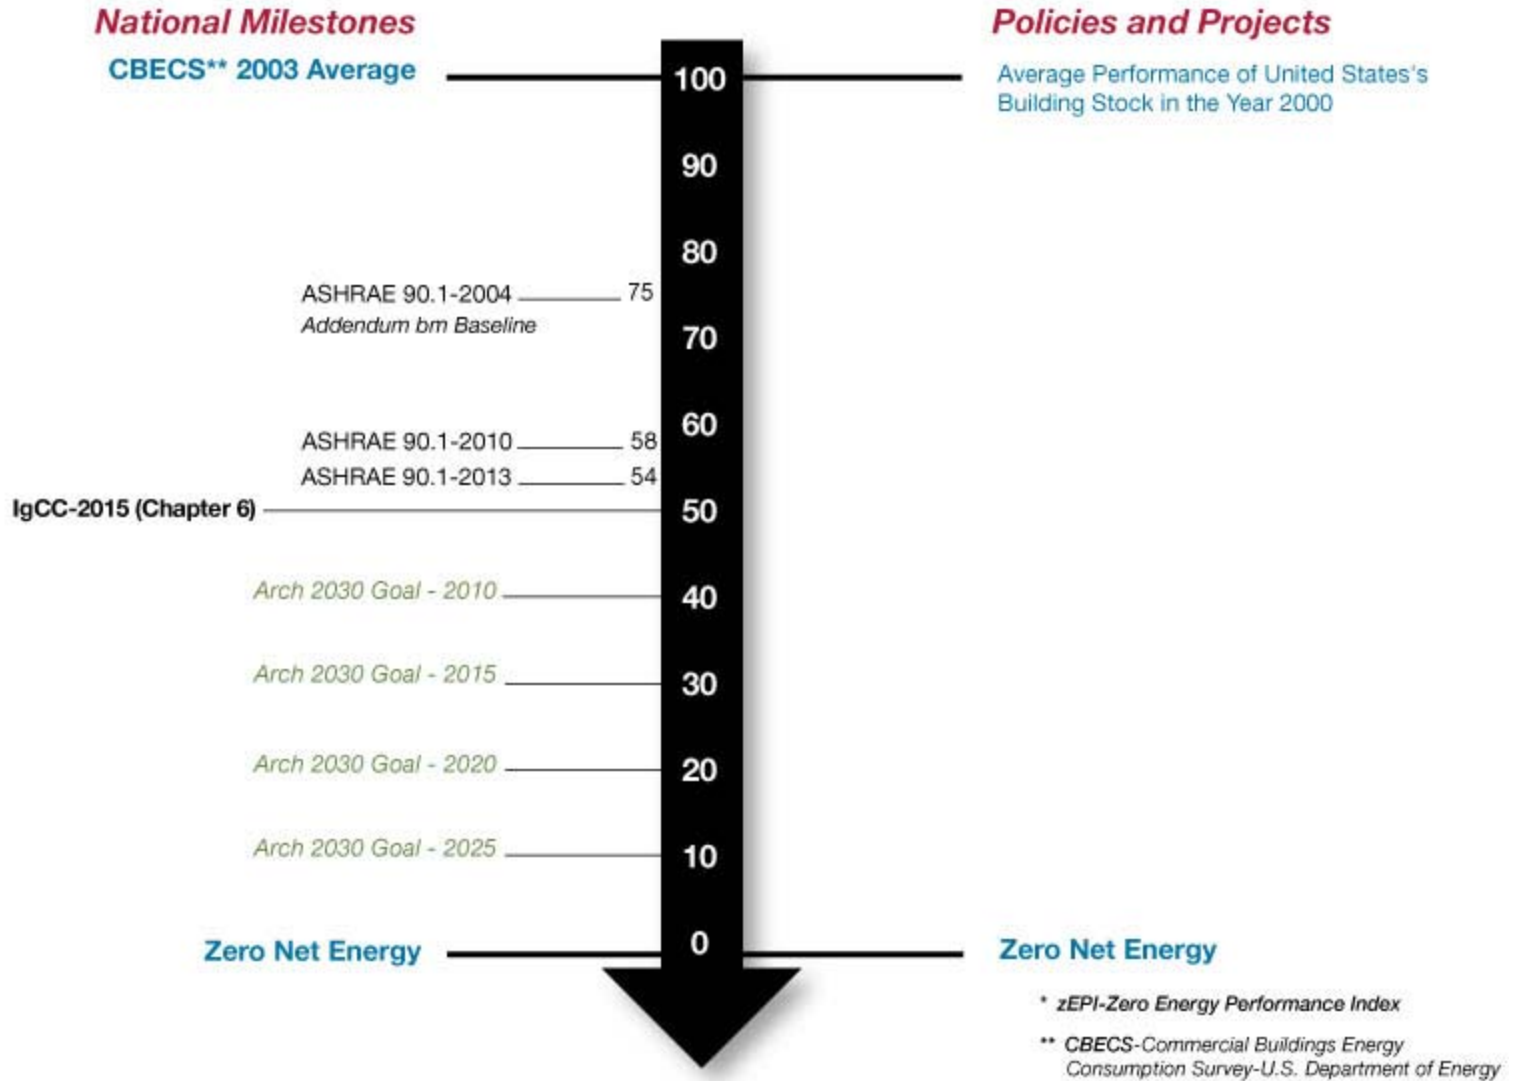 National Milestones
Policies and Projects
CBECS** 2003 Average
100
Average Performance of United States's
Building Stock in the Year 2000
90
80
ASHRAE 90.1-2004
75
Addendum bm Baseline
70
60
ASHRAE 90.1-2010
58
ASHRAE 90.1-2013
54
IgCC-2015 (Chapter 6)
50
Arch 2030 Goal - 2010
40
Arch 2030 Goal - 2015
30
Arch 2030 Goal - 2020
20
Arch 2030 Goal - 2025
10
Zero Net Energy
0
Zero Net Energy
* zEPI-Zero Energy Performance Index
** CBECS-Commercial Buildings Energy
Consumption Survey-U.S. Department of Energy